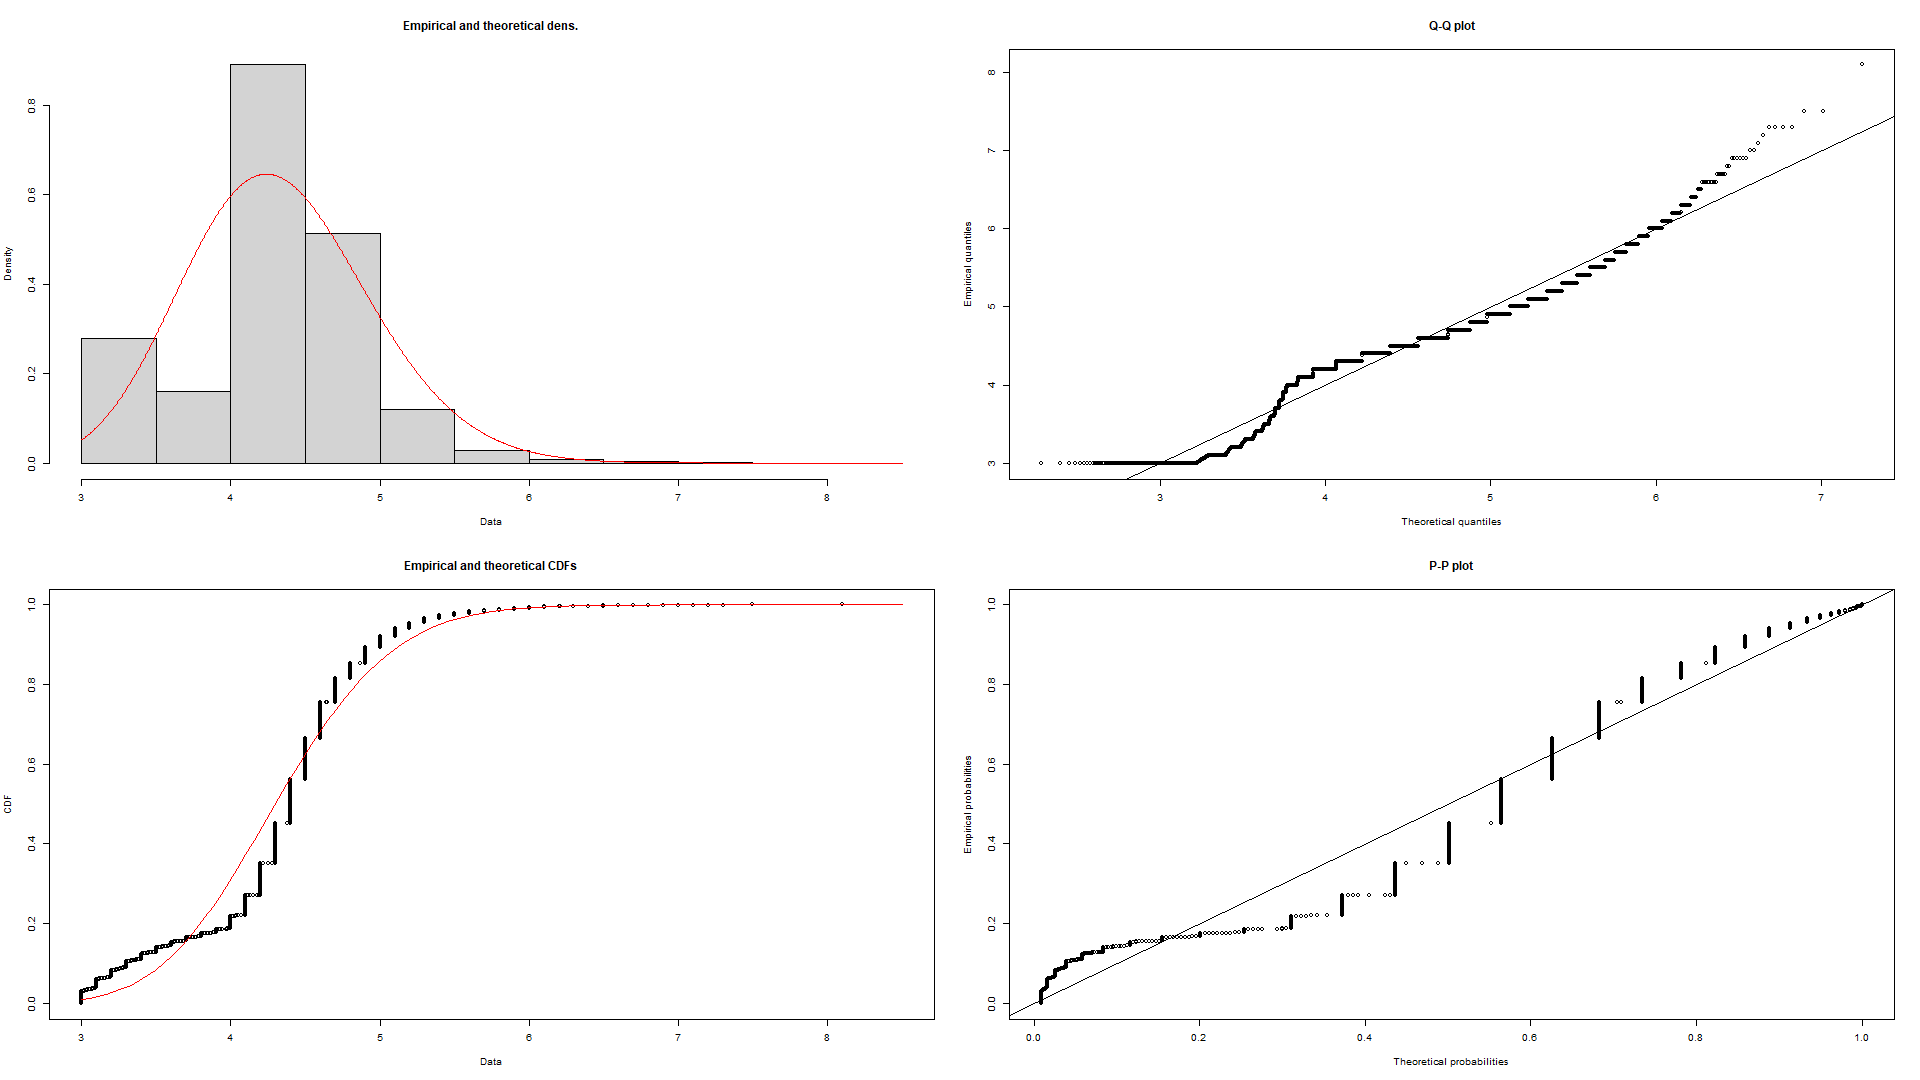 Empirical and theoretical dens.
Density
0.0 0.2 0.4 0.6 0.8
3 4 5 6 7 8
Data
Q-Q plot
Empirical quantiles
3 4 5 6 7 8
3 4 5 6 7
Theoretical quantiles
Empirical and theoretical CDFs
CDF
0.0 0.2 0.4 0.6 0.8 1.0
3 4 5 6 7 8
Data
P-P plot
Empirical probabilities
0.0 0.2 0.4 0.6 0.8 1.0
0.0 0.2 0.4 0.6 0.8 1.0
Theoretical probabilities